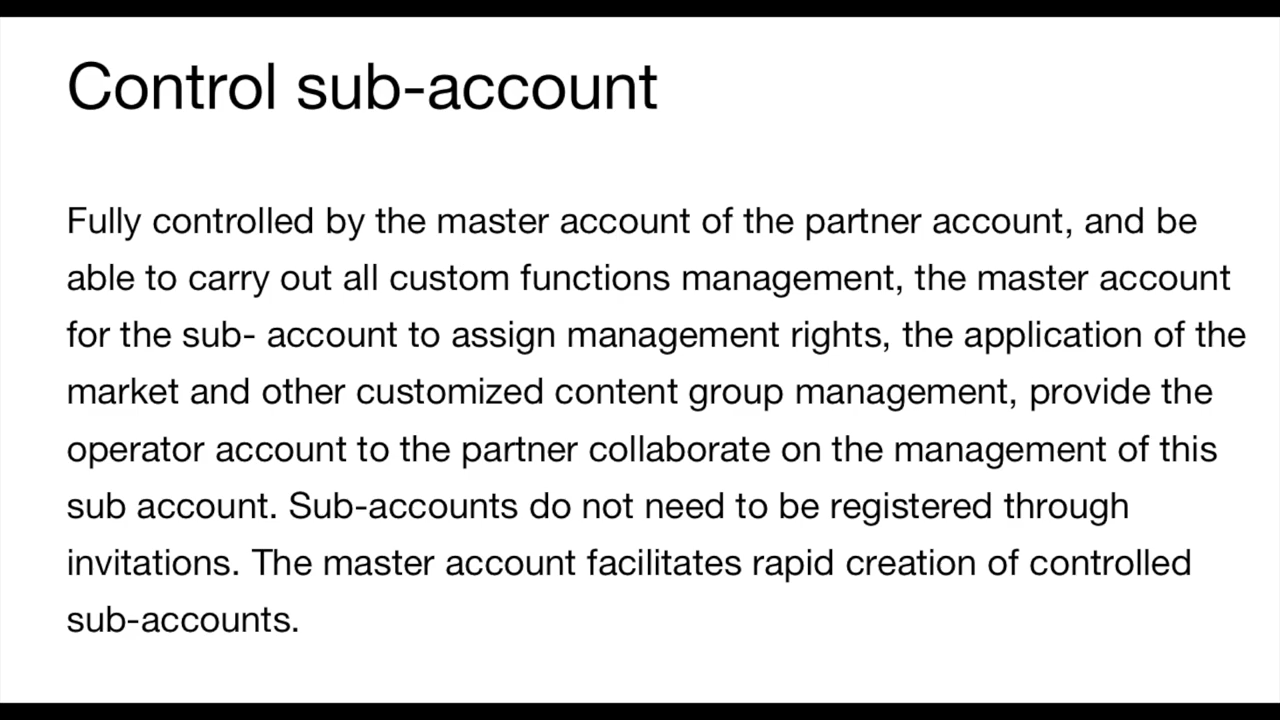 Control sub-account
Fully controlled by the master account of the partner account, and be
able to carry out all custom functions management, the master account
for the sub- account to assign management rights, the application of the
market and other customized content group management, provide the
operator account to the partner collaborate on the management of this
sub account. Sub-accounts do not need to be registered through
invitations. The master account facilitates rapid creation of controlled
sub-accounts.